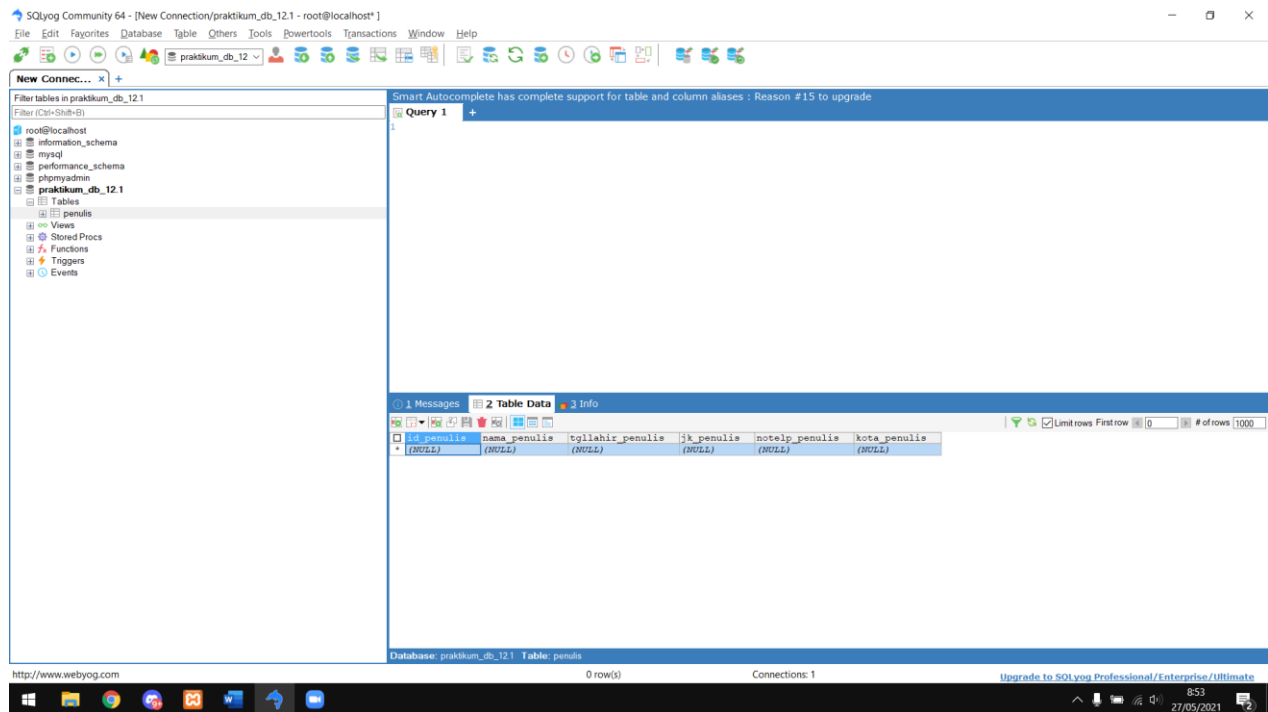 SQLyog Community 64 - [New Connection/praktikum_db_12.1 - root@localhost* ]
File Edit Favorites Database Table Others Tools Powertools Transactions Window Help
praktikum_db_12
New Connec... × +
Filter tables in praktikum_db_12.1
Filter (Ctrl+Shift+B)
root@localhost
information_schema
mysql
performance_schema
phpmyadmin
praktikum_db_12.1
Tables
penulis
Views
Stored Procs
Functions
Triggers
Events
Smart Autocomplete has complete support for table and column aliases : Reason #15 to upgrade
Query 1 +
1
1 Messages 2 Table Data 3 Info
Limit rows First row 0 # of rows 1000
id_penulis nama_penulis tgllahir_penulis jk_penulis notelp_penulis kota_penulis
* (NULL) (NULL) (NULL) (NULL) (NULL) (NULL)
Database: praktikum_db_12.1 Table: penulis
http://www.webyog.com 0 row(s) Connections: 1 Upgrade to SQLyog Professional/Enterprise/Ultimate
8:53
27/05/2021
2